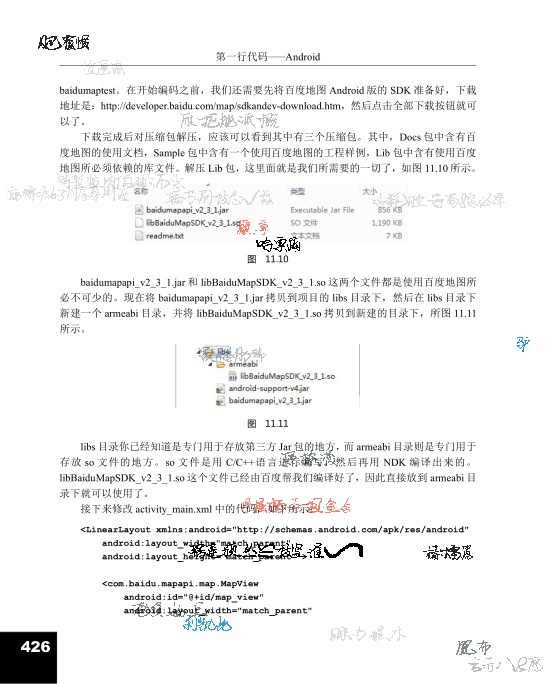 第一行代码——Android
baidumaptest。在开始编码之前，我们还需要先将百度地图 Android 版的 SDK 准备好，下载
地址是：http://developer.baidu.com/map/sdkandev-download.htm，然后点击全部下载按钮就可
以了。
下载完成后对压缩包解压，应该可以看到其中有三个压缩包。其中，Docs 包中含有百
度地图的使用文档，Sample 包中含有一个使用百度地图的工程样例，Lib 包中含有使用百度
地图所必须依赖的库文件。解压 Lib 包，这里面就是我们所需要的一切了，如图 11.10 所示。
名称 类型 大小
baidumapapi_v2_3_1.jar Executable Jar File 856 KB
libBaiduMapSDK_v2_3_1.so SO 文件 1,190 KB
readme.txt 文本文档 7 KB
图 11.10
baidumapapi_v2_3_1.jar 和 libBaiduMapSDK_v2_3_1.so 这两个文件都是使用百度地图所
必不可少的。现在将 baidumapapi_v2_3_1.jar 拷贝到项目的 libs 目录下，然后在 libs 目录下
新建一个 armeabi 目录，并将 libBaiduMapSDK_v2_3_1.so 拷贝到新建的目录下，所图 11.11
所示。
libs
armeabi
libBaiduMapSDK_v2_3_1.so
android-support-v4.jar
baidumapapi_v2_3_1.jar
图 11.11
libs 目录你已经知道是专门用于存放第三方 Jar 包的地方，而 armeabi 目录则是专门用于
存放 so 文件的地方。so 文件是用 C/C++语言进行编写，然后再用 NDK 编译出来的。
libBaiduMapSDK_v2_3_1.so 这个文件已经由百度帮我们编译好了，因此直接放到 armeabi 目
录下就可以使用了。
接下来修改 activity_main.xml 中的代码，如下所示：
<LinearLayout xmlns:android="http://schemas.android.com/apk/res/android"
android:layout_width="match_parent"
android:layout_height="match_parent" >
<com.baidu.mapapi.map.MapView
android:id="@+id/map_view"
android:layout_width="match_parent"
426